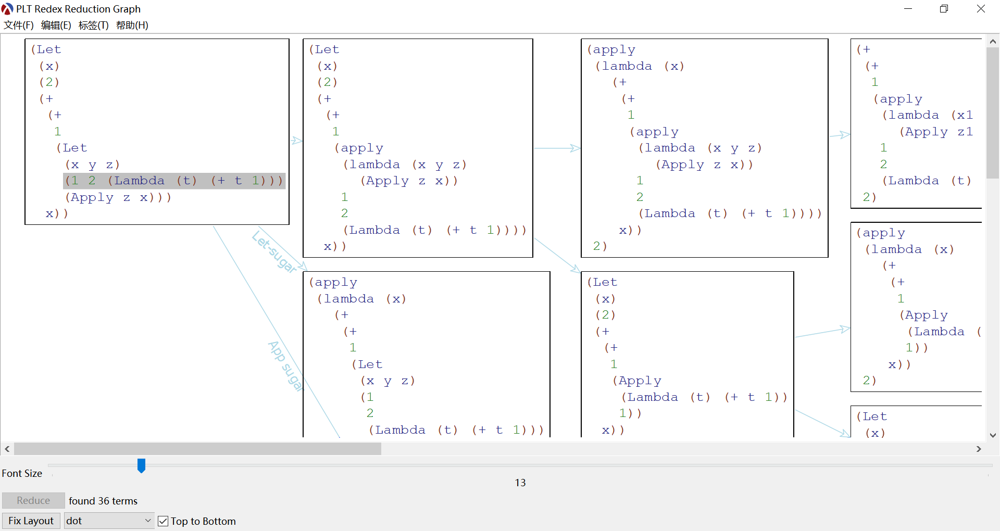 PLT Redex Reduction Graph
文件(F) 编辑(E) 标签(T) 帮助(H)
(Let
(x)
(2)
(+
(+
1
(Let
(x y z)
(1 2 (Lambda (t) (+ t 1)))
(Apply z x)))
x))
(Let
(x)
(2)
(+
(+
1
(apply
(lambda (x y z)
(Apply z x))
1
2
(Lambda (t) (+ t 1))))
x))
(apply
(lambda (x)
(+
(+
1
(apply
(lambda (x y z)
(Apply z x))
1
2
(Lambda (t) (+ t 1))))
x))
2)
(+
(+
1
(apply
(lambda (x1
(Apply z1
1
2
(Lambda (t)
2)
Let-sugar
App sugar
(apply
(lambda (x)
(+
(+
1
(Let
(x y z)
(1
2
(Lambda (t) (+ t 1)))
(Let
(x)
(2)
(+
(+
1
(Apply
(Lambda (t) (+ t 1))
1))
x))
(apply
(lambda (x)
(+
(+
1
(Apply
(Lambda (
1))
x))
2)
(Let
(x)
Font Size
13
Reduce found 36 terms
Fix Layout dot Top to Bottom